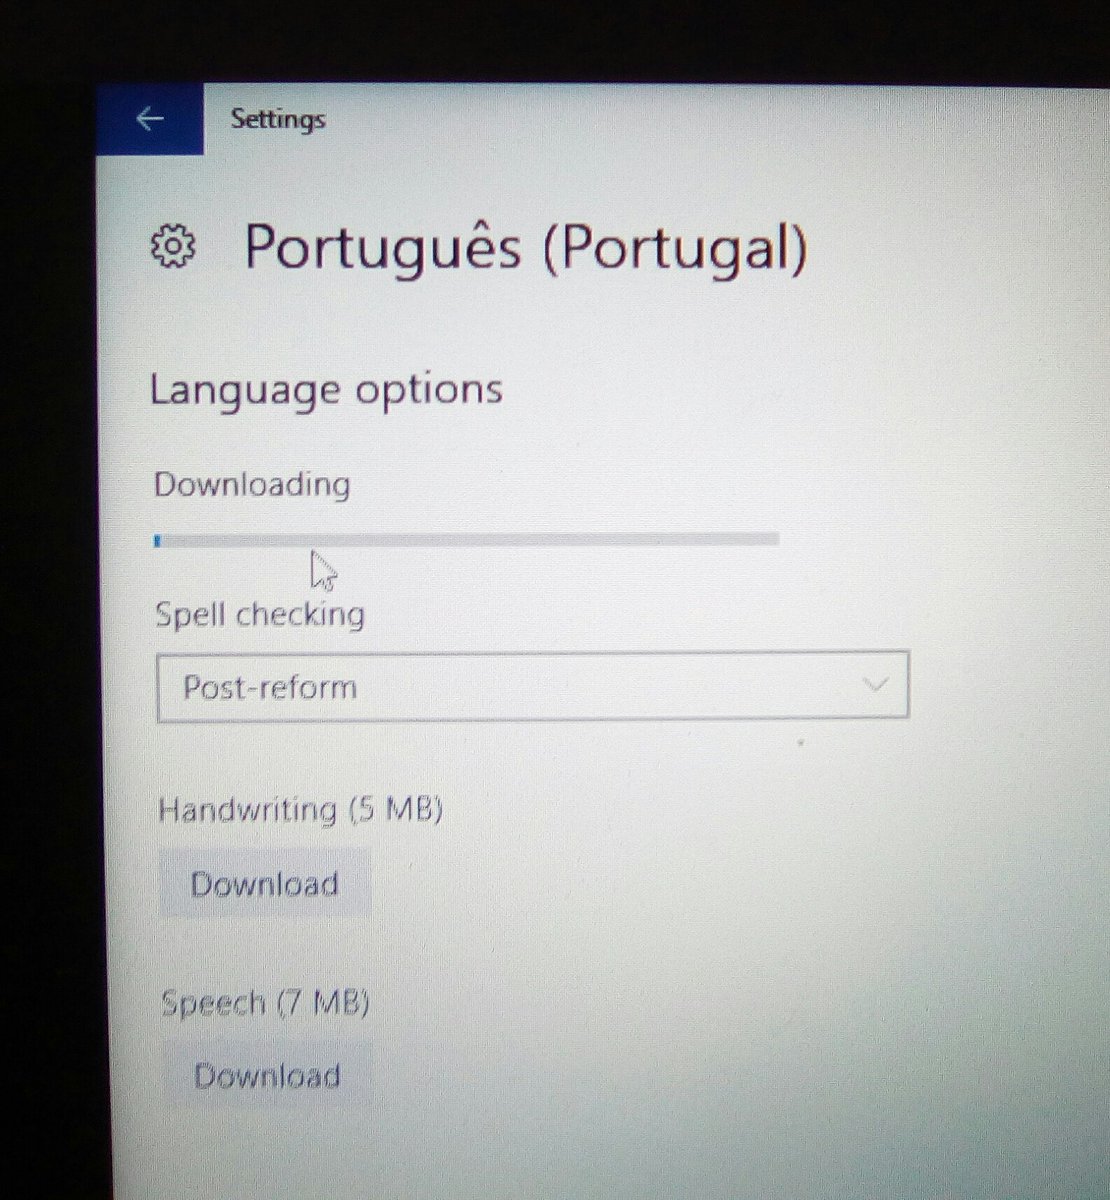 Settings
Português (Portugal)
Language options
Downloading
Spell checking
Post-reform
Handwriting (5 MB)
Download
Speech (7 MB)
Download